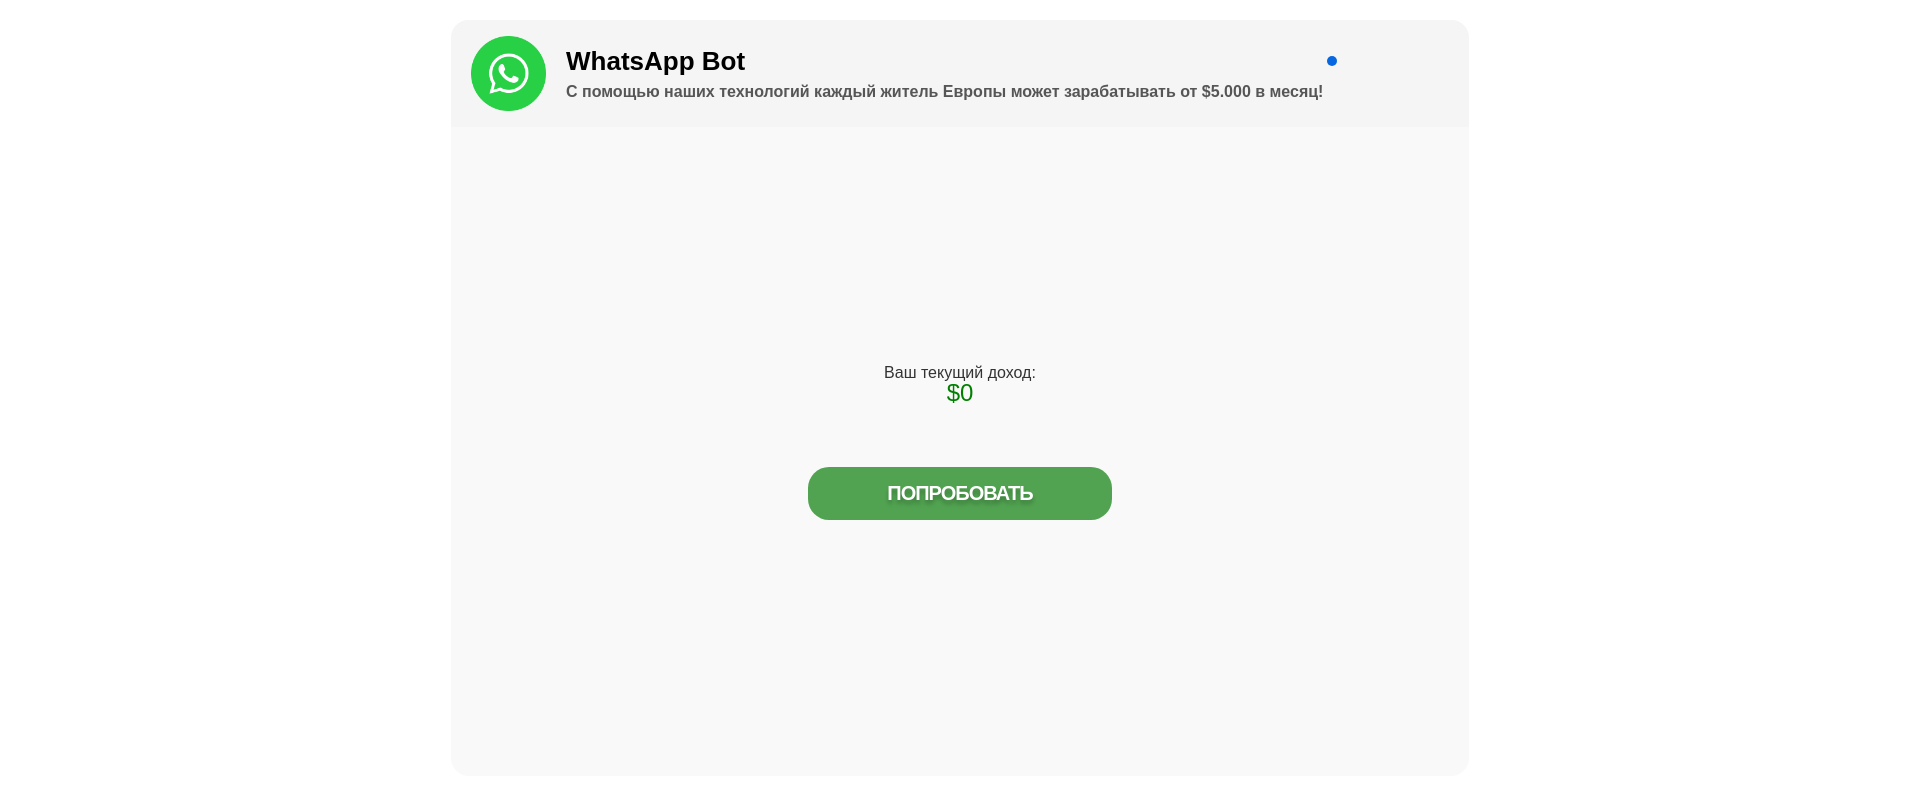 WhatsApp Bot
С помощью наших технологий каждый житель Европы может зарабатывать от $5.000 в месяц!
Ваш текущий доход:
$0
ПОПРОБОВАТЬ